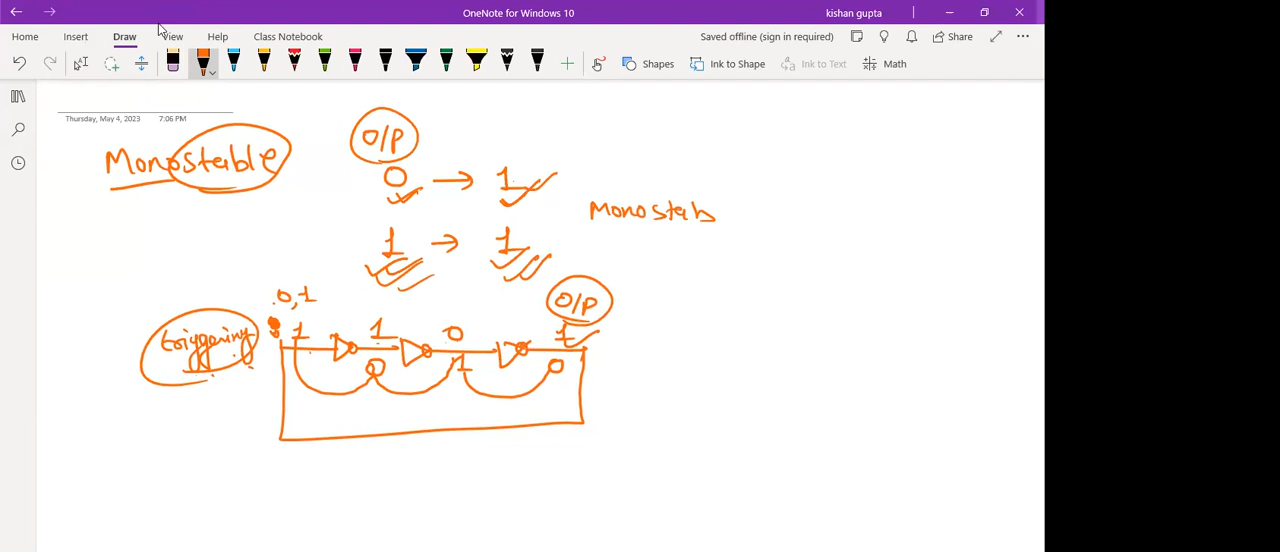 OneNote for Windows 10
kishan gupta
Home Insert Draw View Help Class Notebook
Saved offline (sign in required)
Share
Shapes
Ink to Shape
Ink to Text
Math
Thursday, May 4, 2023 7:06 PM
O/P
Monostable
0 → 1
Monostab
1 → 1
0,1
O/P
triggering
1 1 0 1
0 1 0